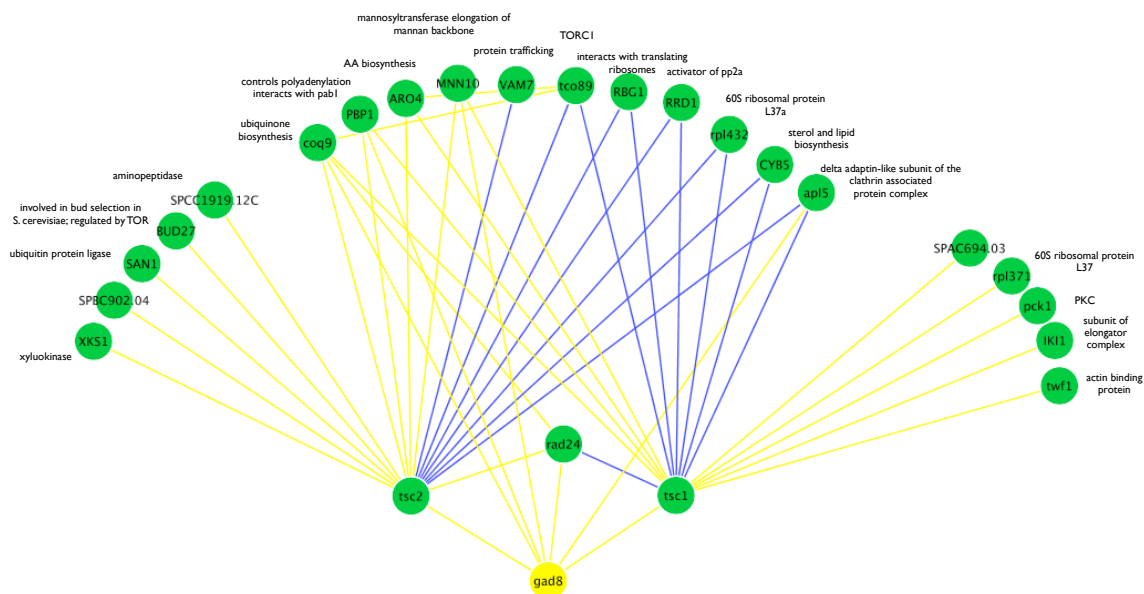 mannosyltransferase elongation of
mannan backbone
TORC1
protein trafficking
interacts with translating
ribosomes
AA biosynthesis
activator of pp2a
controls polyadenylation
interacts with pab1
60S ribosomal protein
L37a
ubiquinone
biosynthesis
sterol and lipid
biosynthesis
delta adaptin-like subunit of the
clathrin associated
protein complex
MNN10
VAM7
tco89
RBG1
ARO4
RRD1
PBP1
rpl432
coq9
CYB5
apl5
aminopeptidase
SPCC1919.12C
involved in bud selection in
S. cerevisiae; regulated by TOR
BUD27
ubiquitin protein ligase
SAN1
SPBC902.04
XKS1
xyluokinase
SPAC694.03
60S ribosomal protein
L37
rpl371
pck1
PKC
subunit of
elongator
complex
IKI1
twf1
actin binding
protein
rad24
tsc2
tsc1
gad8